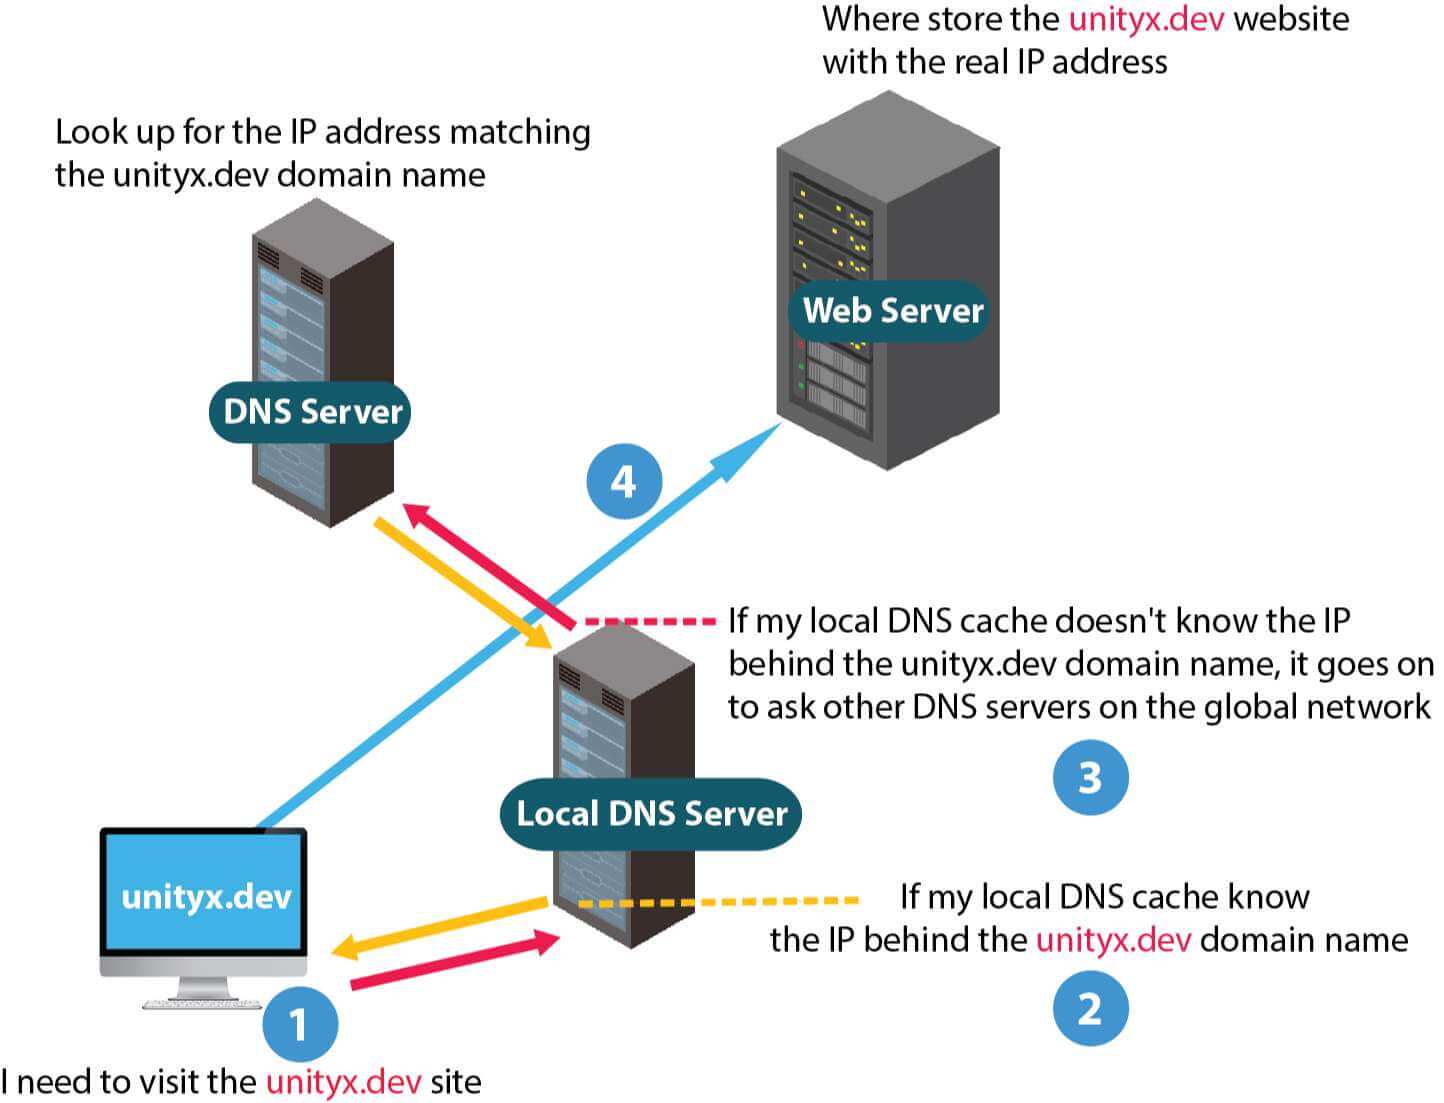 Where store the unityx.dev website
with the real IP address
Look up for the IP address matching
the unityx.dev domain name
Web Server
DNS Server
4
If my local DNS cache doesn't know the IP
behind the unityx.dev domain name, it goes on
to ask other DNS servers on the global network
3
Local DNS Server
unityx.dev
If my local DNS cache know
the IP behind the unityx.dev domain name
2
1
I need to visit the unityx.dev site